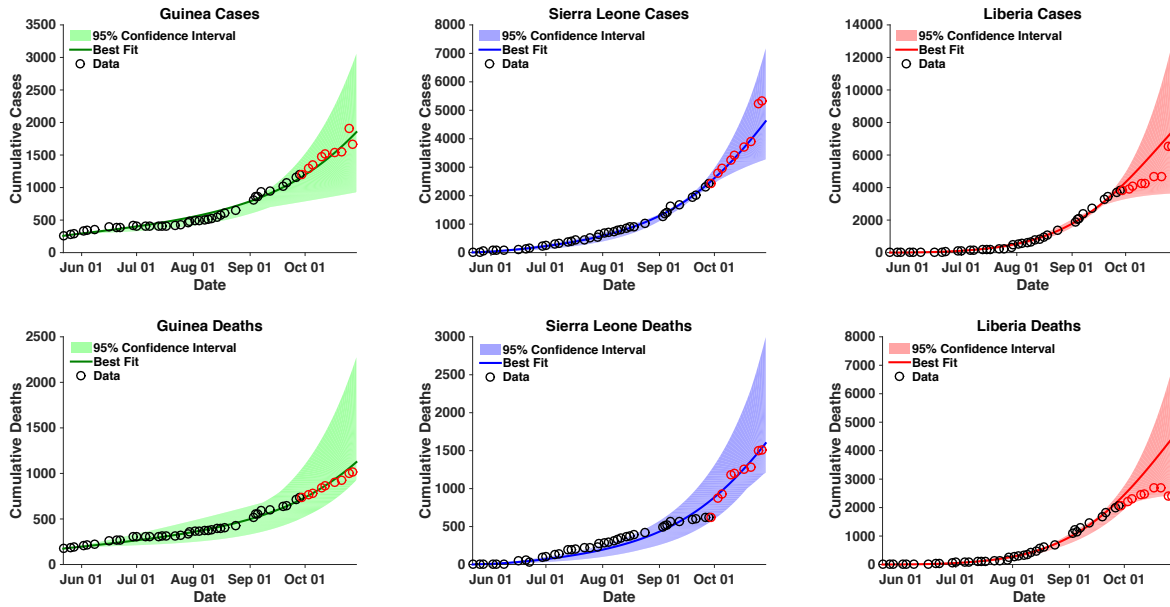 Guinea Cases
3500
3000
2500
2000
1500
1000
500
0
95% Confidence Interval
Best Fit
Data
Cumulative Cases
Jun 01 Jul 01 Aug 01 Sep 01 Oct 01
Date
Sierra Leone Cases
8000
7000
6000
5000
4000
3000
2000
1000
0
95% Confidence Interval
Best Fit
Data
Cumulative Cases
Jun 01 Jul 01 Aug 01 Sep 01 Oct 01
Date
Liberia Cases
14000
12000
10000
8000
6000
4000
2000
0
95% Confidence Interval
Best Fit
Data
Cumulative Cases
Jun 01 Jul 01 Aug 01 Sep 01 Oct 01
Date
Guinea Deaths
2500
2000
1500
1000
500
0
95% Confidence Interval
Best Fit
Data
Cumulative Deaths
Jun 01 Jul 01 Aug 01 Sep 01 Oct 01
Date
Sierra Leone Deaths
3000
2500
2000
1500
1000
500
0
95% Confidence Interval
Best Fit
Data
Cumulative Deaths
Jun 01 Jul 01 Aug 01 Sep 01 Oct 01
Date
Liberia Deaths
8000
7000
6000
5000
4000
3000
2000
1000
0
95% Confidence Interval
Best Fit
Data
Cumulative Deaths
Jun 01 Jul 01 Aug 01 Sep 01 Oct 01
Date